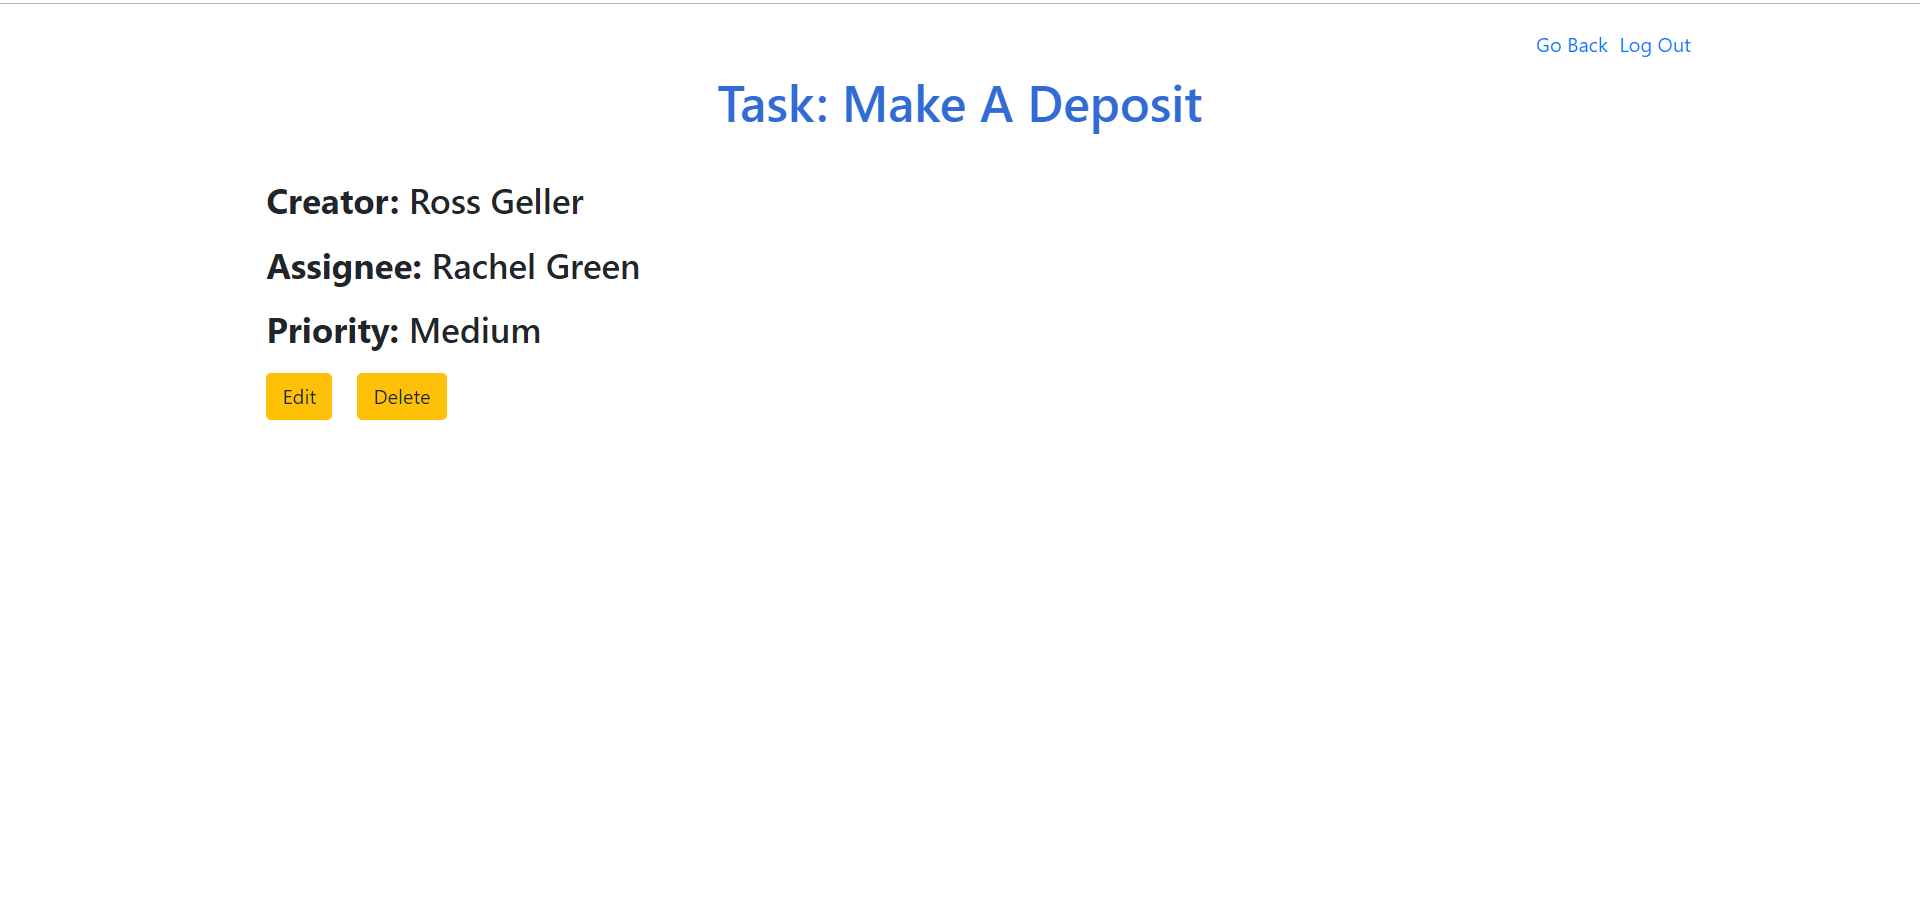 Go Back Log Out
Task: Make A Deposit
Creator: Ross Geller
Assignee: Rachel Green
Priority: Medium
Edit Delete